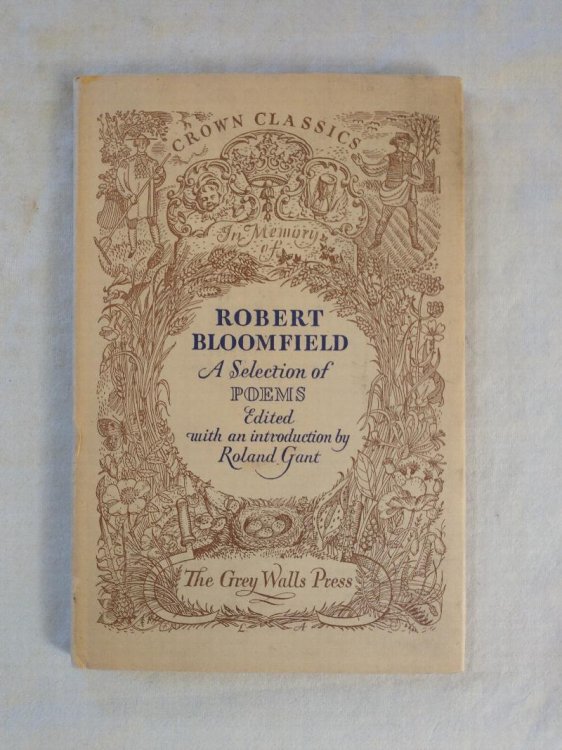 CROWN CLASSICS
In Memory
of
ROBERT
BLOOMFIELD
A Selection of
POEMS
Edited
with an introduction by
Roland Gant
The Grey Walls Press